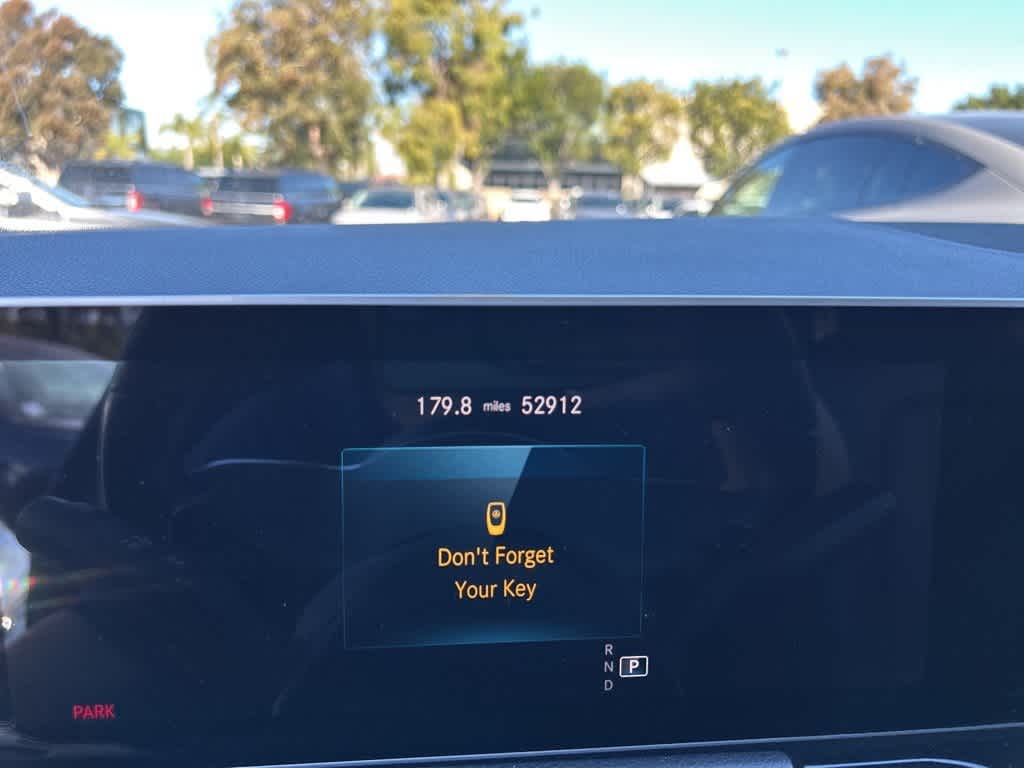 179.8 miles 52912
Don't Forget
Your Key
R
N P
D
PARK